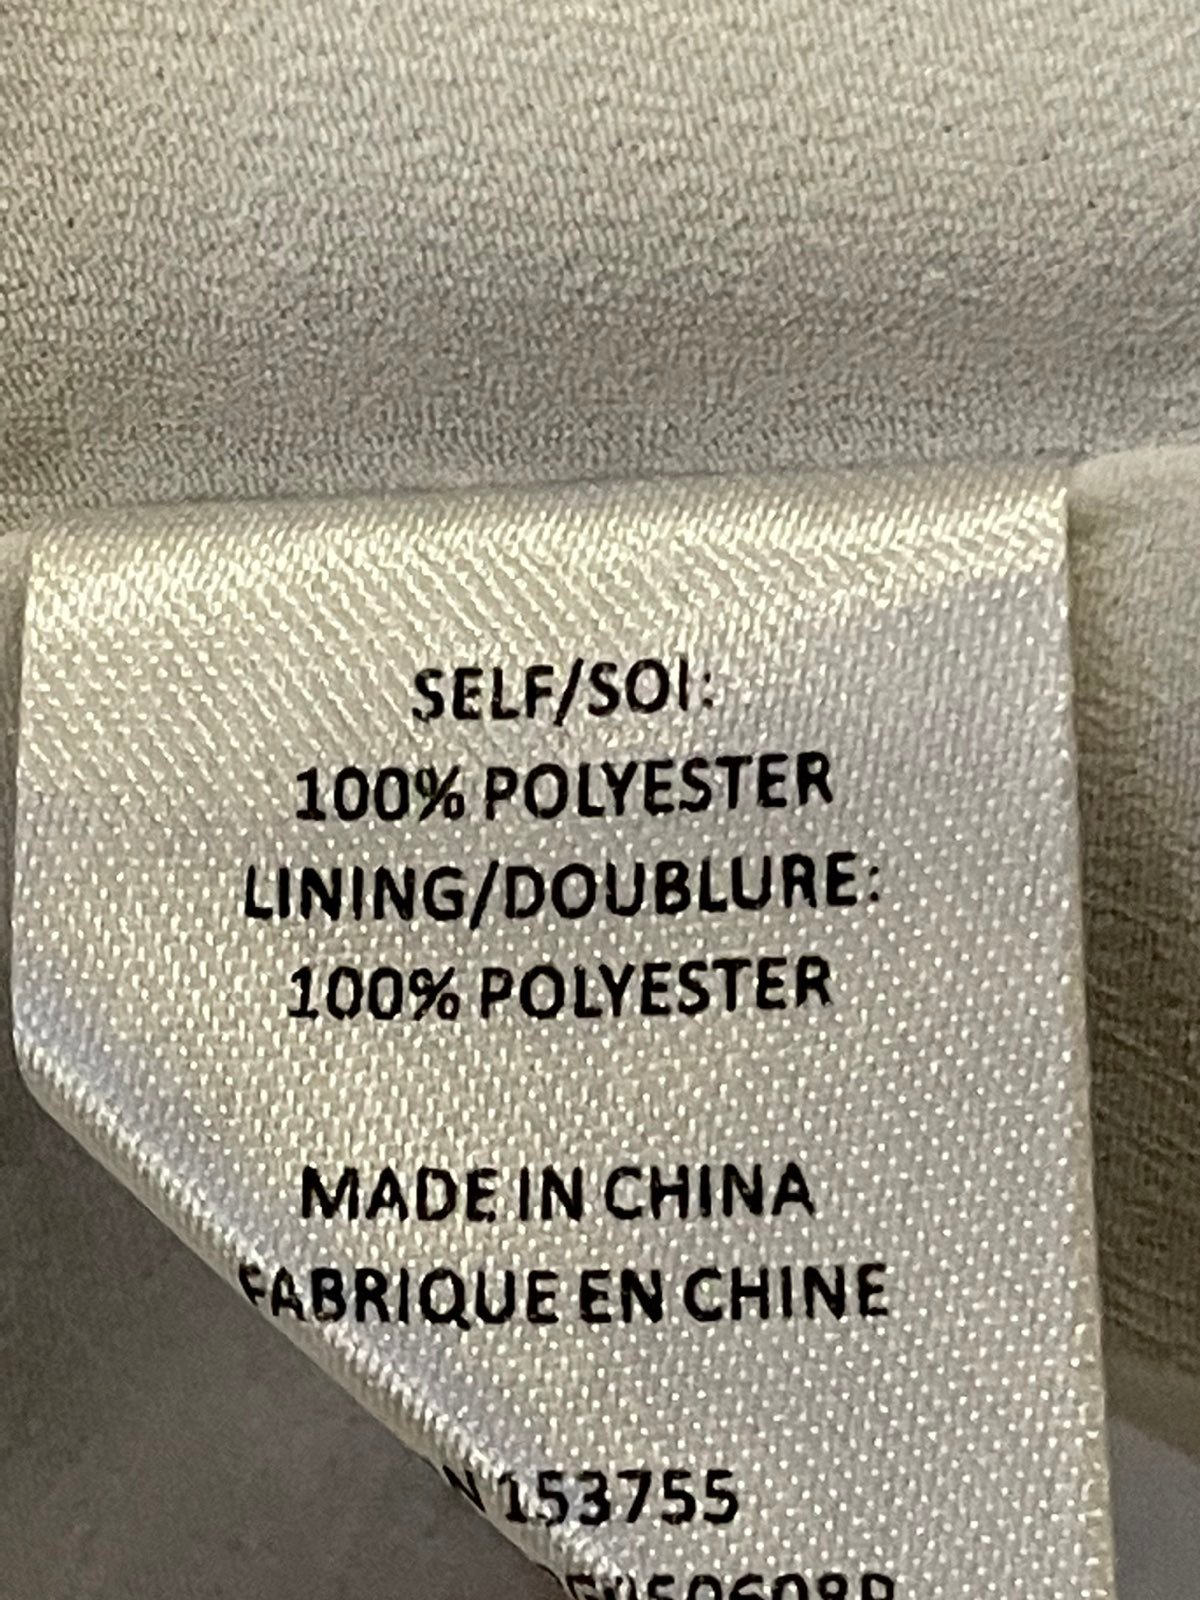 SELF/SOI:
100% POLYESTER
LINING/DOUBLURE:
100% POLYESTER
MADE IN CHINA
FABRIQUE EN CHINE
153755